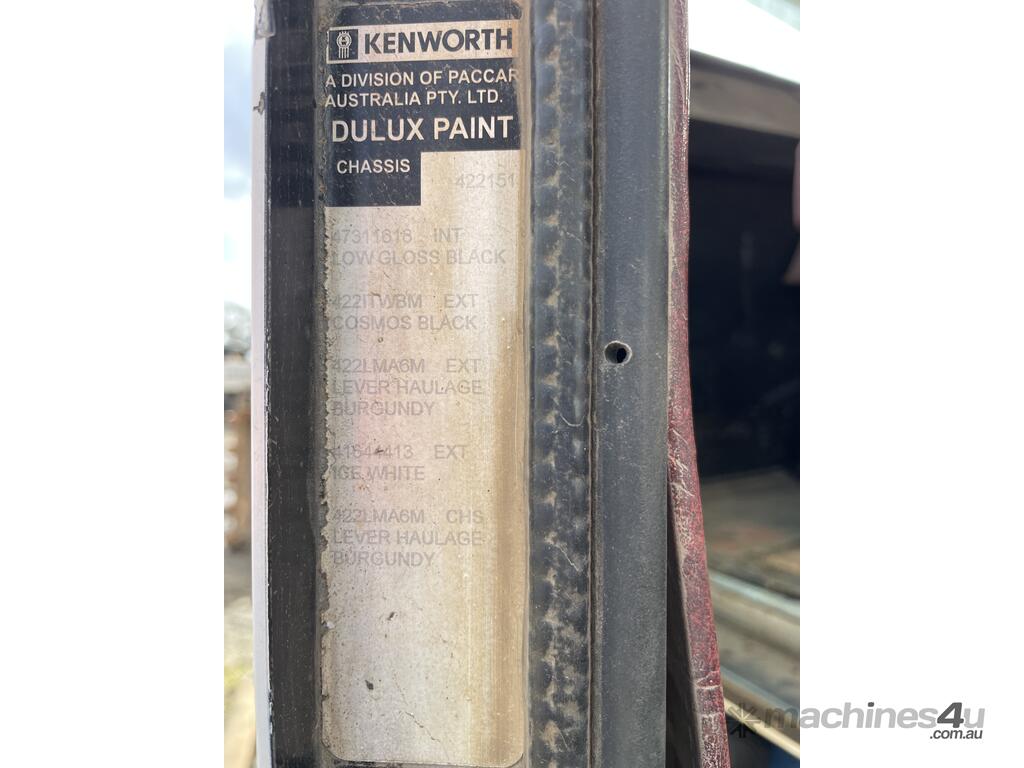 KENWORTH
A DIVISION OF PACCAR
AUSTRALIA PTY. LTD.
DULUX PAINT
CHASSIS
422151
47311616 INT
LOW GLOSS BLACK
422ITWBM EXT
COSMOS BLACK
422LMA6M EXT
LEVER HAULAGE
BURGUNDY
41644413 EXT
ICE WHITE
422LMA6M CHS
LEVER HAULAGE
BURGUNDY
machines4u
.com.au